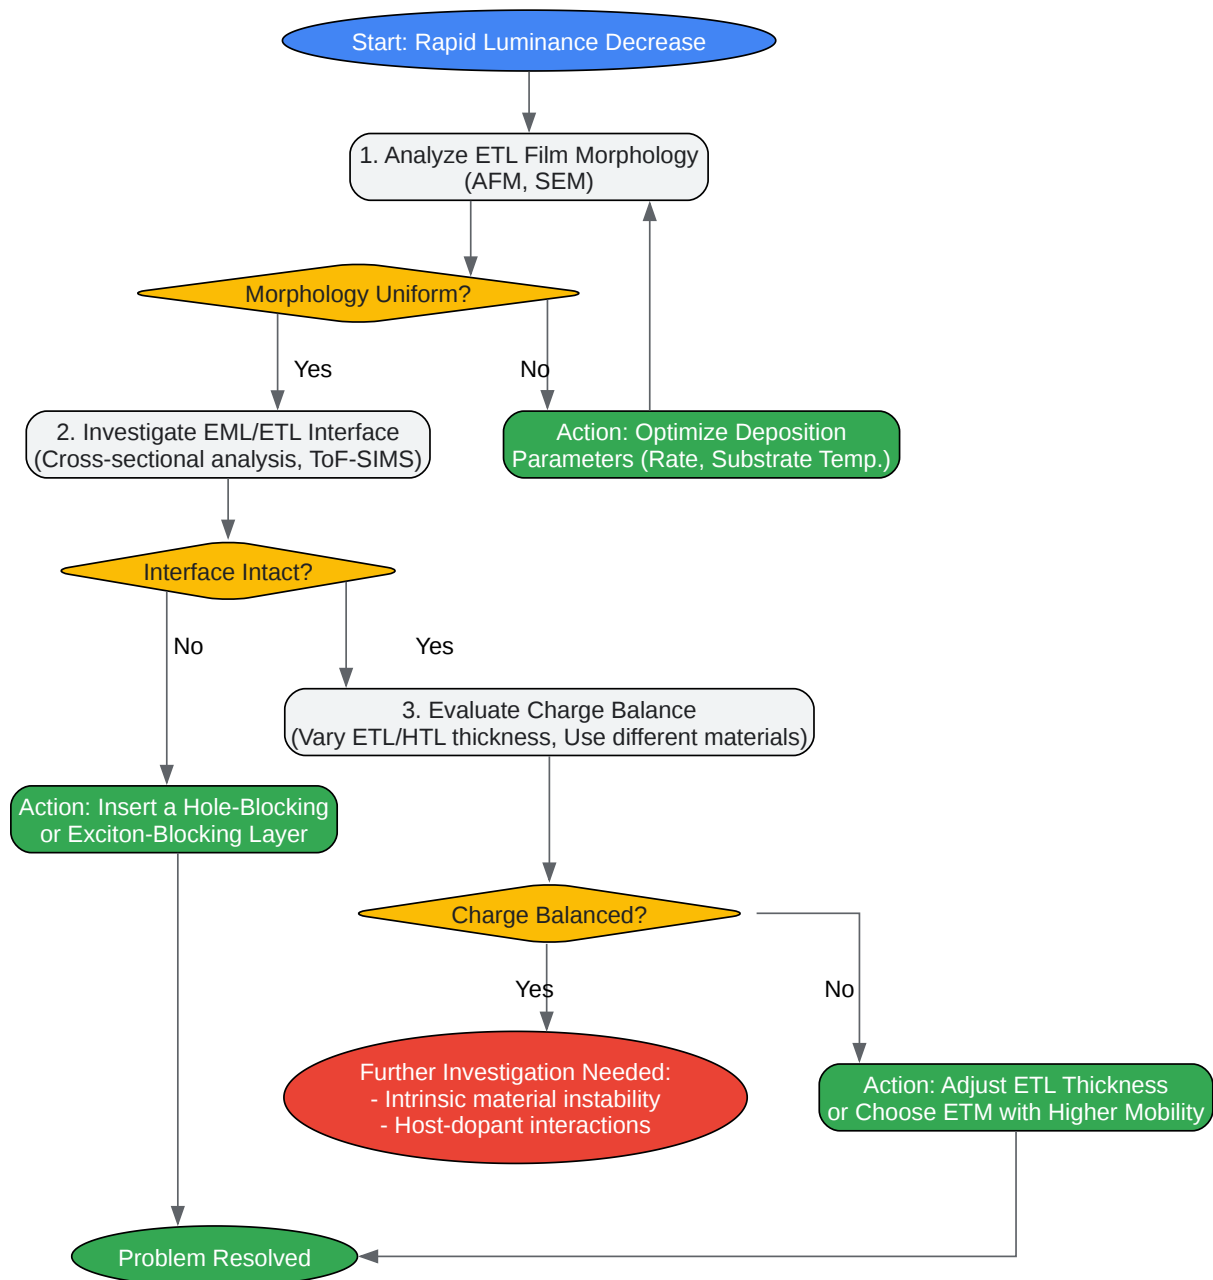 Start: Rapid Luminance Decrease
1. Analyze ETL Film Morphology
(AFM, SEM)
Morphology Uniform?
Yes
No
2. Investigate EML/ETL Interface
(Cross-sectional analysis, ToF-SIMS)
Action: Optimize Deposition
Parameters (Rate, Substrate Temp.)
Interface Intact?
No
Yes
3. Evaluate Charge Balance
(Vary ETL/HTL thickness, Use different materials)
Action: Insert a Hole-Blocking
or Exciton-Blocking Layer
Charge Balanced?
Yes
No
Further Investigation Needed:
- Intrinsic material instability
- Host-dopant interactions
Action: Adjust ETL Thickness
or Choose ETM with Higher Mobility
Problem Resolved